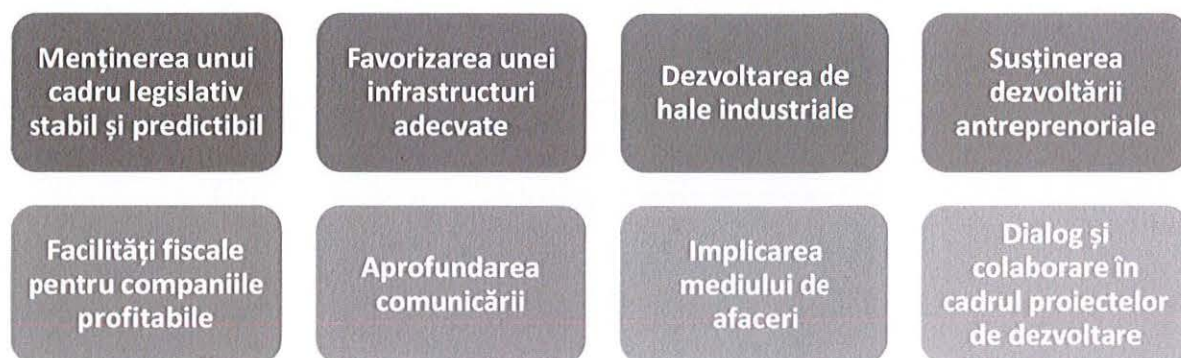 Menținerea unui
cadru legislativ
stabil și predictibil
Favorizarea unei
infrastructuri
adecvate
Dezvoltarea de
hale industriale
Susținerea
dezvoltării
antreprenoriale
Facilități fiscale
pentru companiile
profitabile
Aprofundarea
comunicării
Implicarea
mediului de
afaceri
Dialog și
colaborare în
cadrul proiectelor
de dezvoltare